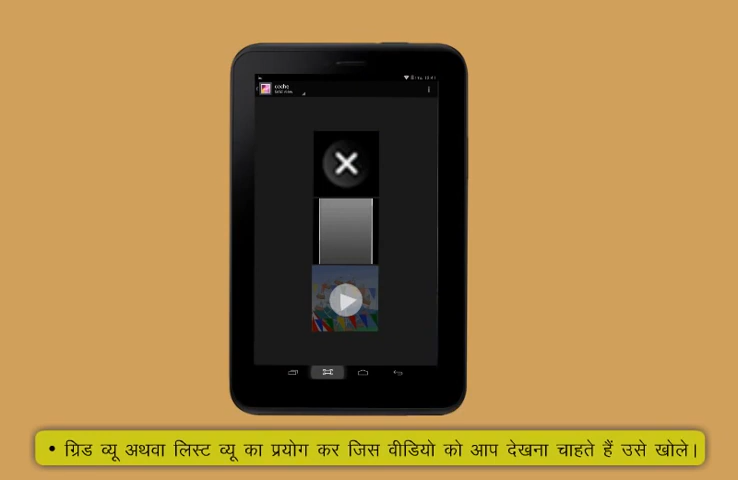 • ग्रिड व्यू अथवा लिस्ट व्यू का प्रयोग कर जिस वीडियो को आप देखना चाहते हैं उसे खोले।